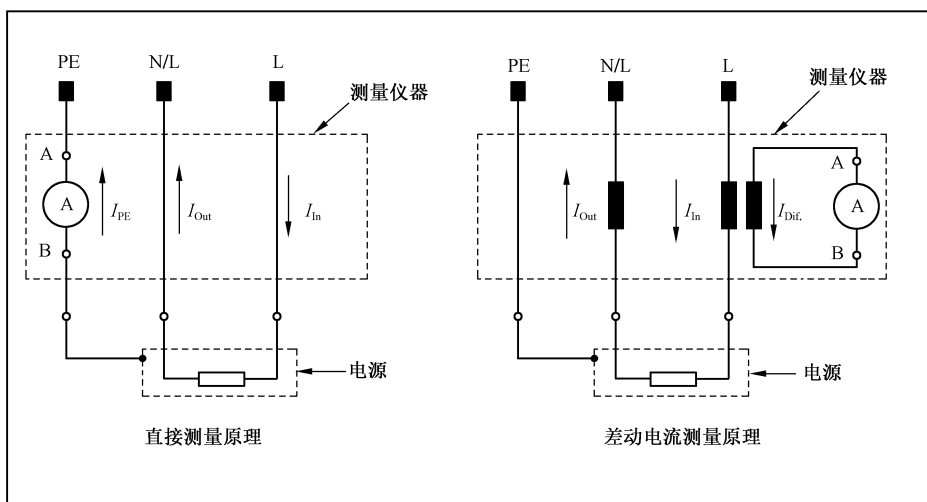 PE N/L L
测量仪器
A
A
I_PE I_Out I_In
B
电源
直接测量原理
PE N/L L
测量仪器
A
I_Out I_In I_Dif. A
B
电源
差动电流测量原理